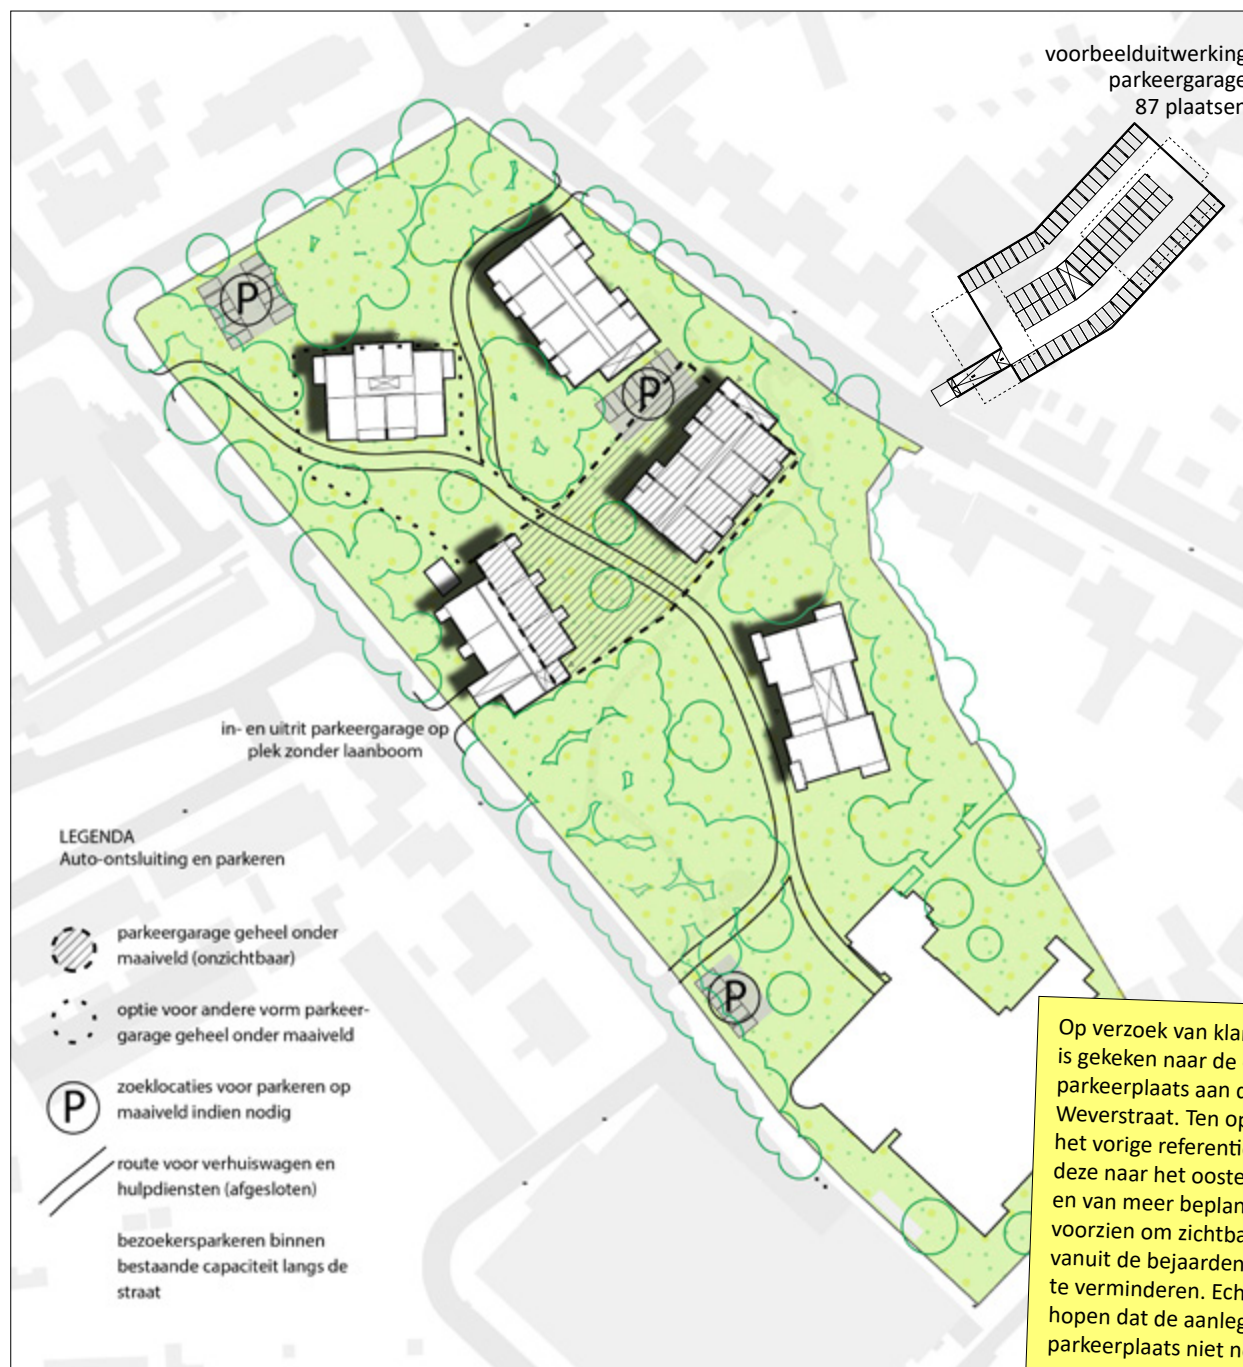 voorbeelduitwerking
parkeergarage
87 plaatsen
P
P
in- en uitrit parkeergarage op
plek zonder laanboom
LEGENDA
Auto-ontsluiting en parkeren
parkeergarage geheel onder
maaiveld (onzichtbaar)
optie voor andere vorm parkeer-
garage geheel onder maaiveld
P
zoeklocaties voor parkeren op
maaiveld indien nodig
route voor verhuiswagen en
hulpdiensten (afgesloten)
bezoekersparkeren binnen
bestaande capaciteit langs de
straat
P
Op verzoek van
is gekeken naar de
parkeerplaats aan
Weverstraat. Ten
het vorige
deze naar het
en van meer
voorzien om
vanuit de
te verminderen.
hopen dat de
parkeerplaats niet